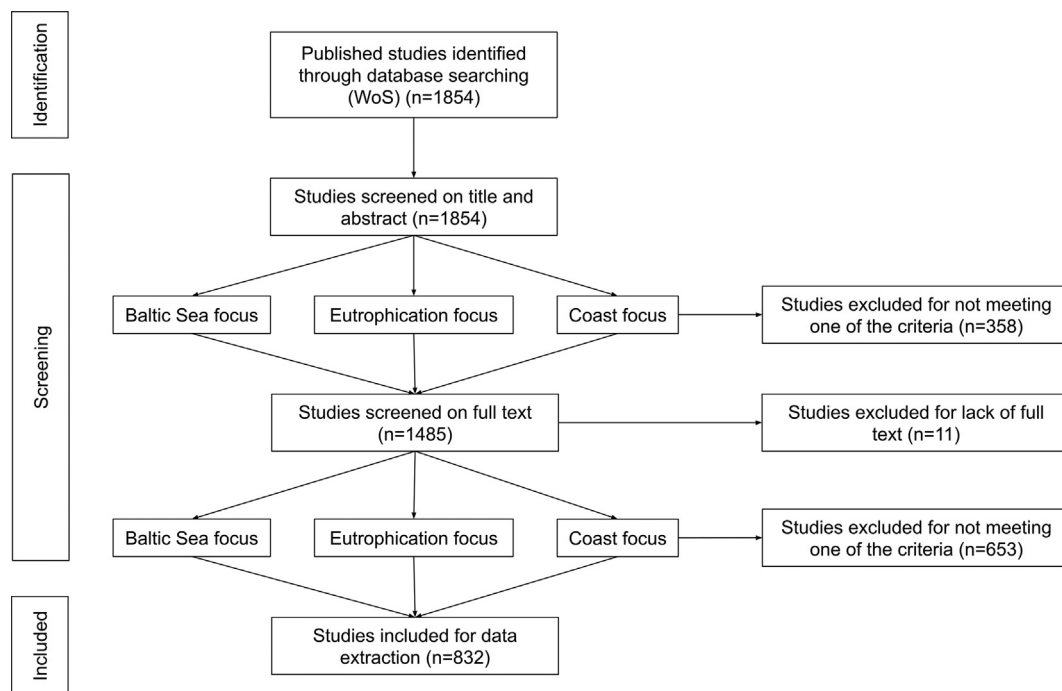 Identification
Published studies identified
through database searching
(WoS) (n=1854)
Screening
Studies screened on title and
abstract (n=1854)
Baltic Sea focus
Eutrophication focus
Coast focus
Studies excluded for not meeting
one of the criteria (n=358)
Studies screened on full text
(n=1485)
Studies excluded for lack of full
text (n=11)
Baltic Sea focus
Eutrophication focus
Coast focus
Studies excluded for not meeting
one of the criteria (n=653)
Included
Studies included for data
extraction (n=832)